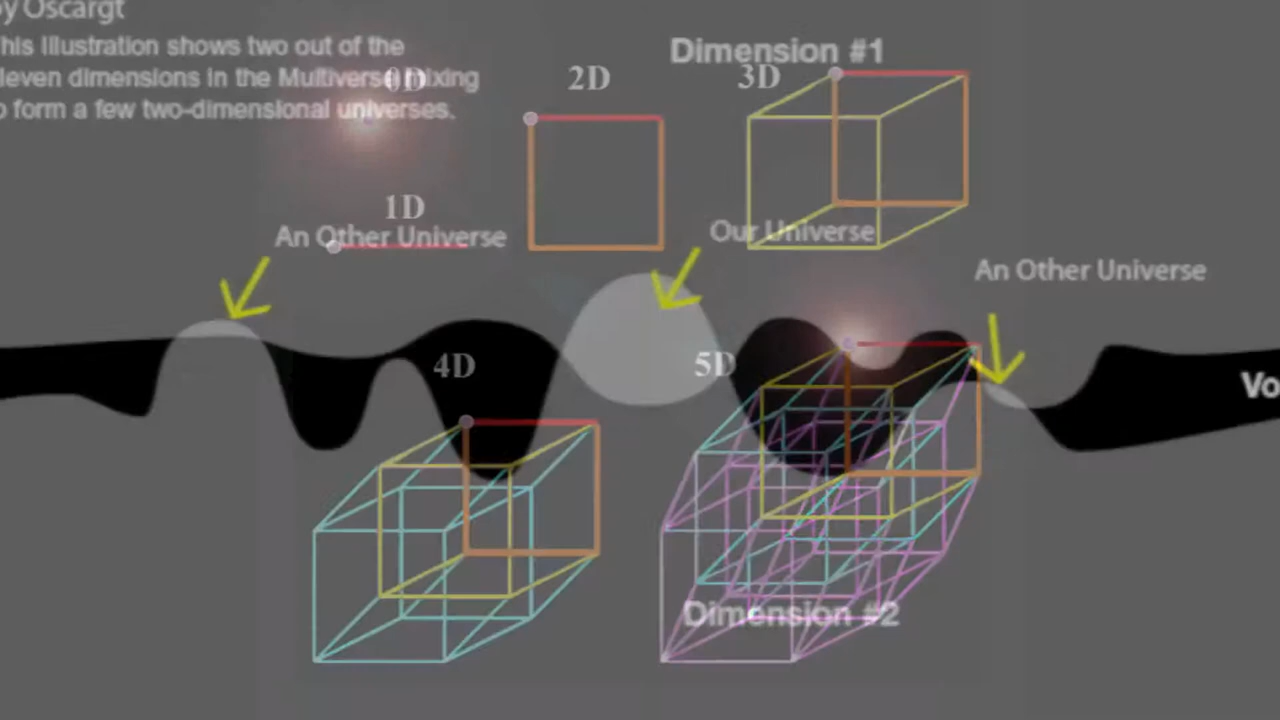 by Oscargt
This Illustration shows two out of the
eleven dimensions in the Multiverse mixing
to form a few two-dimensional universes.
Dimension #1
0D
2D
3D
1D
An Other Universe
Our Universe
An Other Universe
4D
5D
Vo
Dimension #2